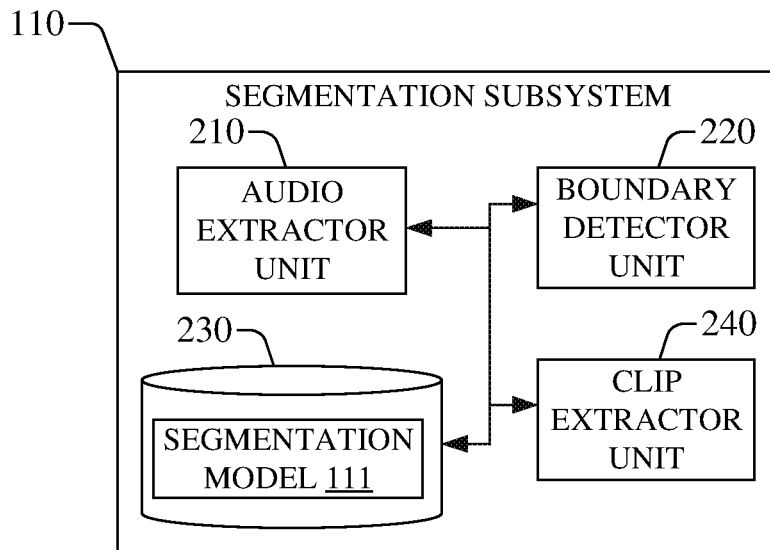 110
SEGMENTATION SUBSYSTEM
210
AUDIO
EXTRACTOR
UNIT
220
BOUNDARY
DETECTOR
UNIT
230
SEGMENTATION
MODEL 111
240
CLIP
EXTRACTOR
UNIT